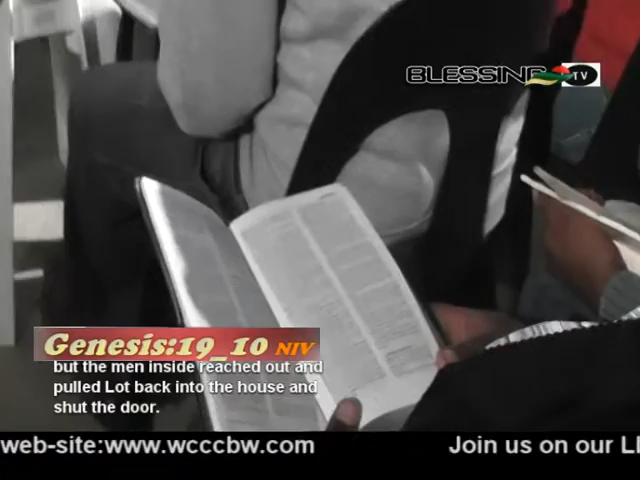 BLESSING TV
Genesis:19_10 NIV
but the men inside reached out and
pulled Lot back into the house and
shut the door.
web-site:www.wcccbw.com
Join us on our LI